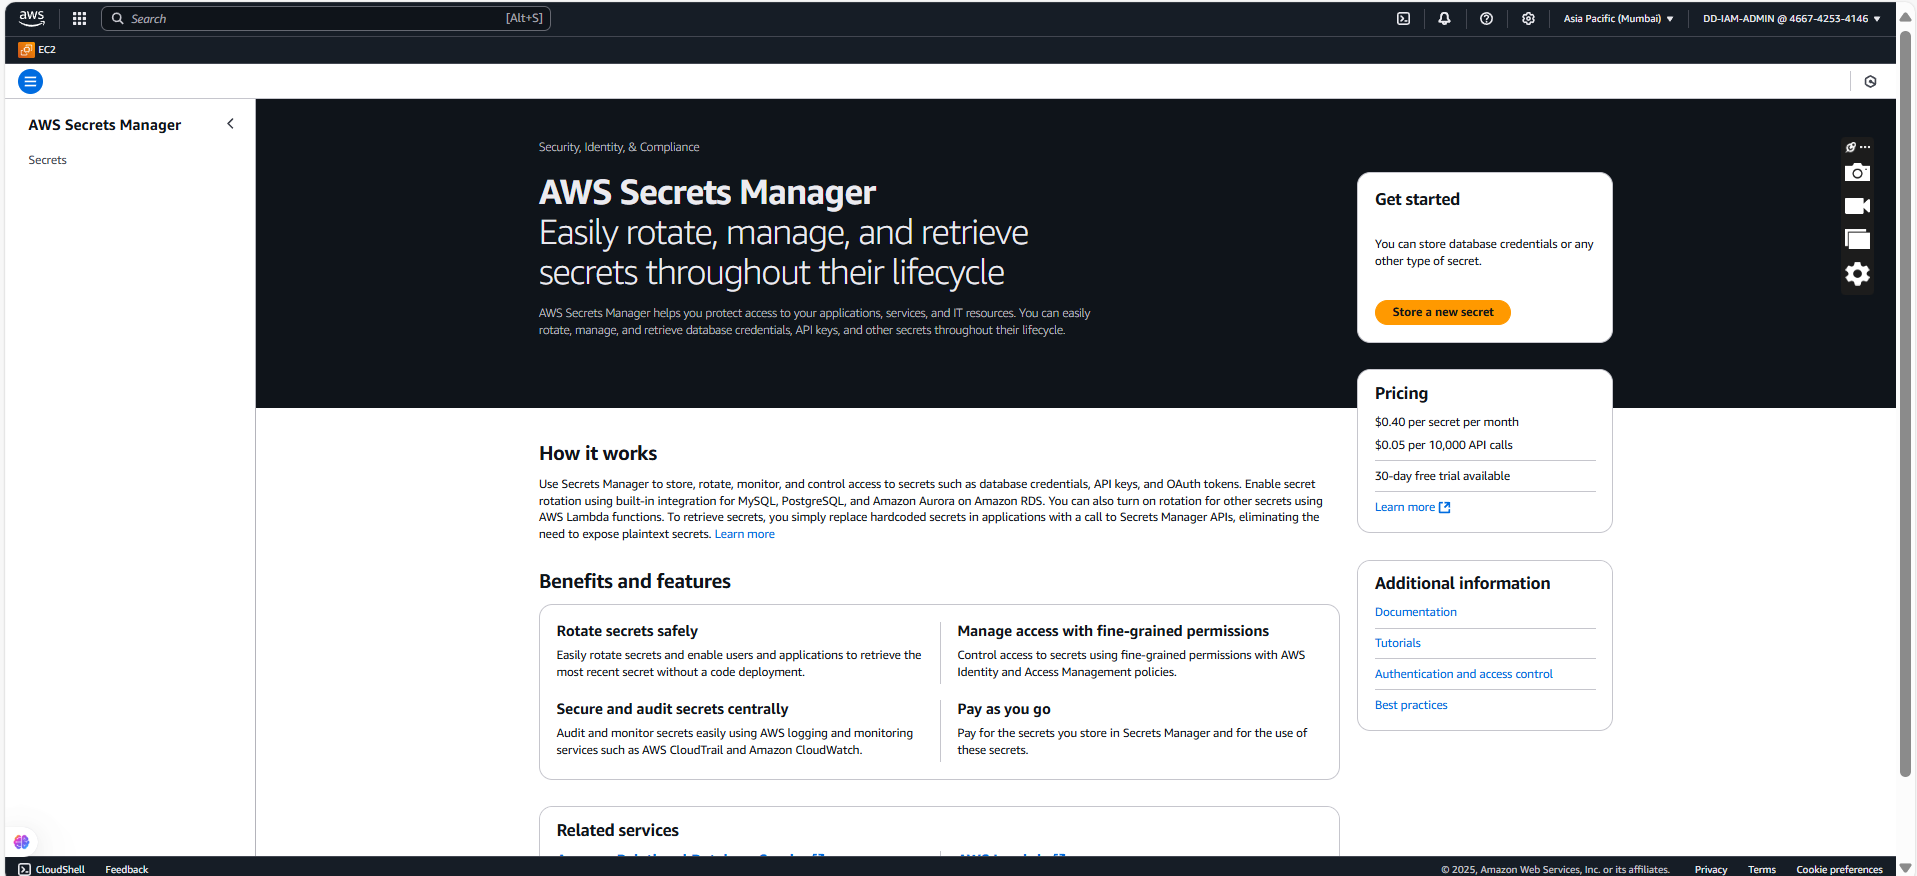 aws
Search
[Alt+S]
Asia Pacific (Mumbai)
DD-IAM-ADMIN @ 4667-4253-4146
EC2
AWS Secrets Manager
Secrets
Security, Identity, & Compliance
AWS Secrets Manager
Easily rotate, manage, and retrieve
secrets throughout their lifecycle
AWS Secrets Manager helps you protect access to your applications, services, and IT resources. You can easily
rotate, manage, and retrieve database credentials, API keys, and other secrets throughout their lifecycle.
Get started
You can store database credentials or any
other type of secret.
Store a new secret
Pricing
$0.40 per secret per month
$0.05 per 10,000 API calls
30-day free trial available
Learn more
How it works
Use Secrets Manager to store, rotate, monitor, and control access to secrets such as database credentials, API keys, and OAuth tokens. Enable secret
rotation using built-in integration for MySQL, PostgreSQL, and Amazon Aurora on Amazon RDS. You can also turn on rotation for other secrets using
AWS Lambda functions. To retrieve secrets, you simply replace hardcoded secrets in applications with a call to Secrets Manager APIs, eliminating the
need to expose plaintext secrets. Learn more
Benefits and features
Rotate secrets safely
Easily rotate secrets and enable users and applications to retrieve the
most recent secret without a code deployment.
Manage access with fine-grained permissions
Control access to secrets using fine-grained permissions with AWS
Identity and Access Management policies.
Secure and audit secrets centrally
Audit and monitor secrets easily using AWS logging and monitoring
services such as AWS CloudTrail and Amazon CloudWatch.
Pay as you go
Pay for the secrets you store in Secrets Manager and for the use of
these secrets.
Additional information
Documentation
Tutorials
Authentication and access control
Best practices
Related services
CloudShell
Feedback
© 2025, Amazon Web Services, Inc. or its affiliates.
Privacy
Terms
Cookie preferences